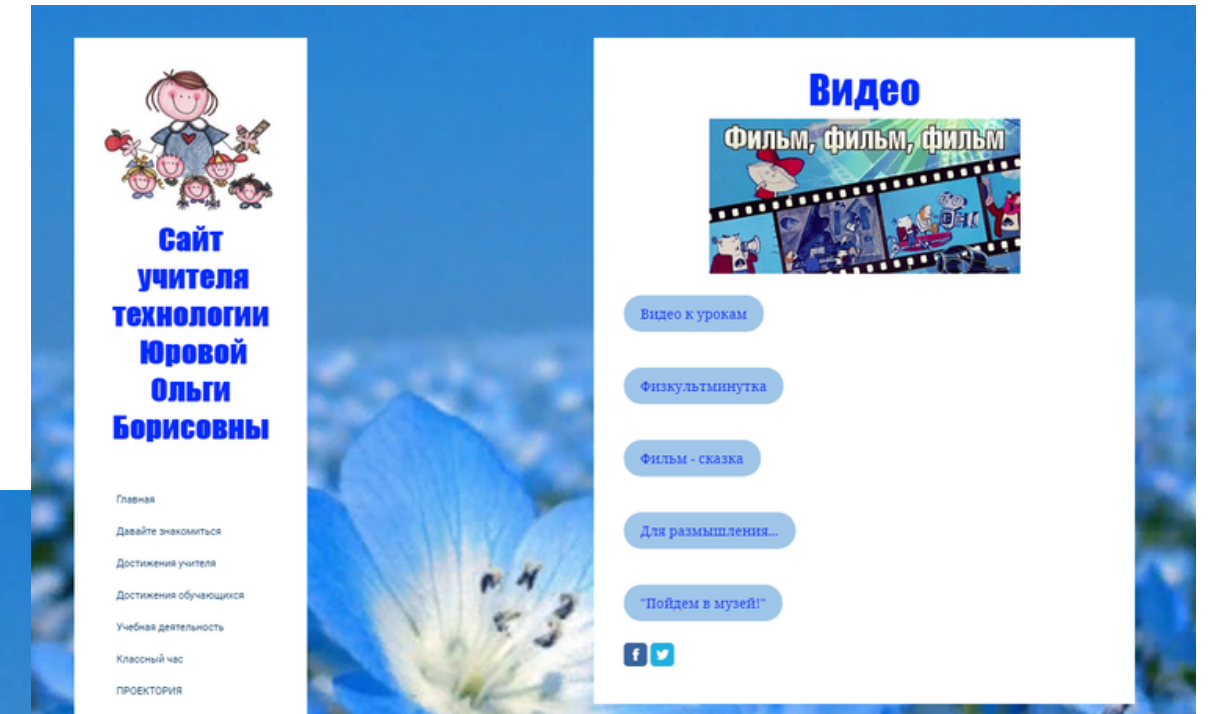 Сайт
учителя
технологии
Юровой
Ольги
Борисовны
Главная
Давайте знакомиться
Достижения учителя
Достижения обучающихся
Учебная деятельность
Классный час
ПРОЕКТОРИЯ
Видео
Фильм, фильм, фильм
Видео к урокам
Физкультминутка
Фильм - сказка
Для размышления...
"Пойдем в музей!"